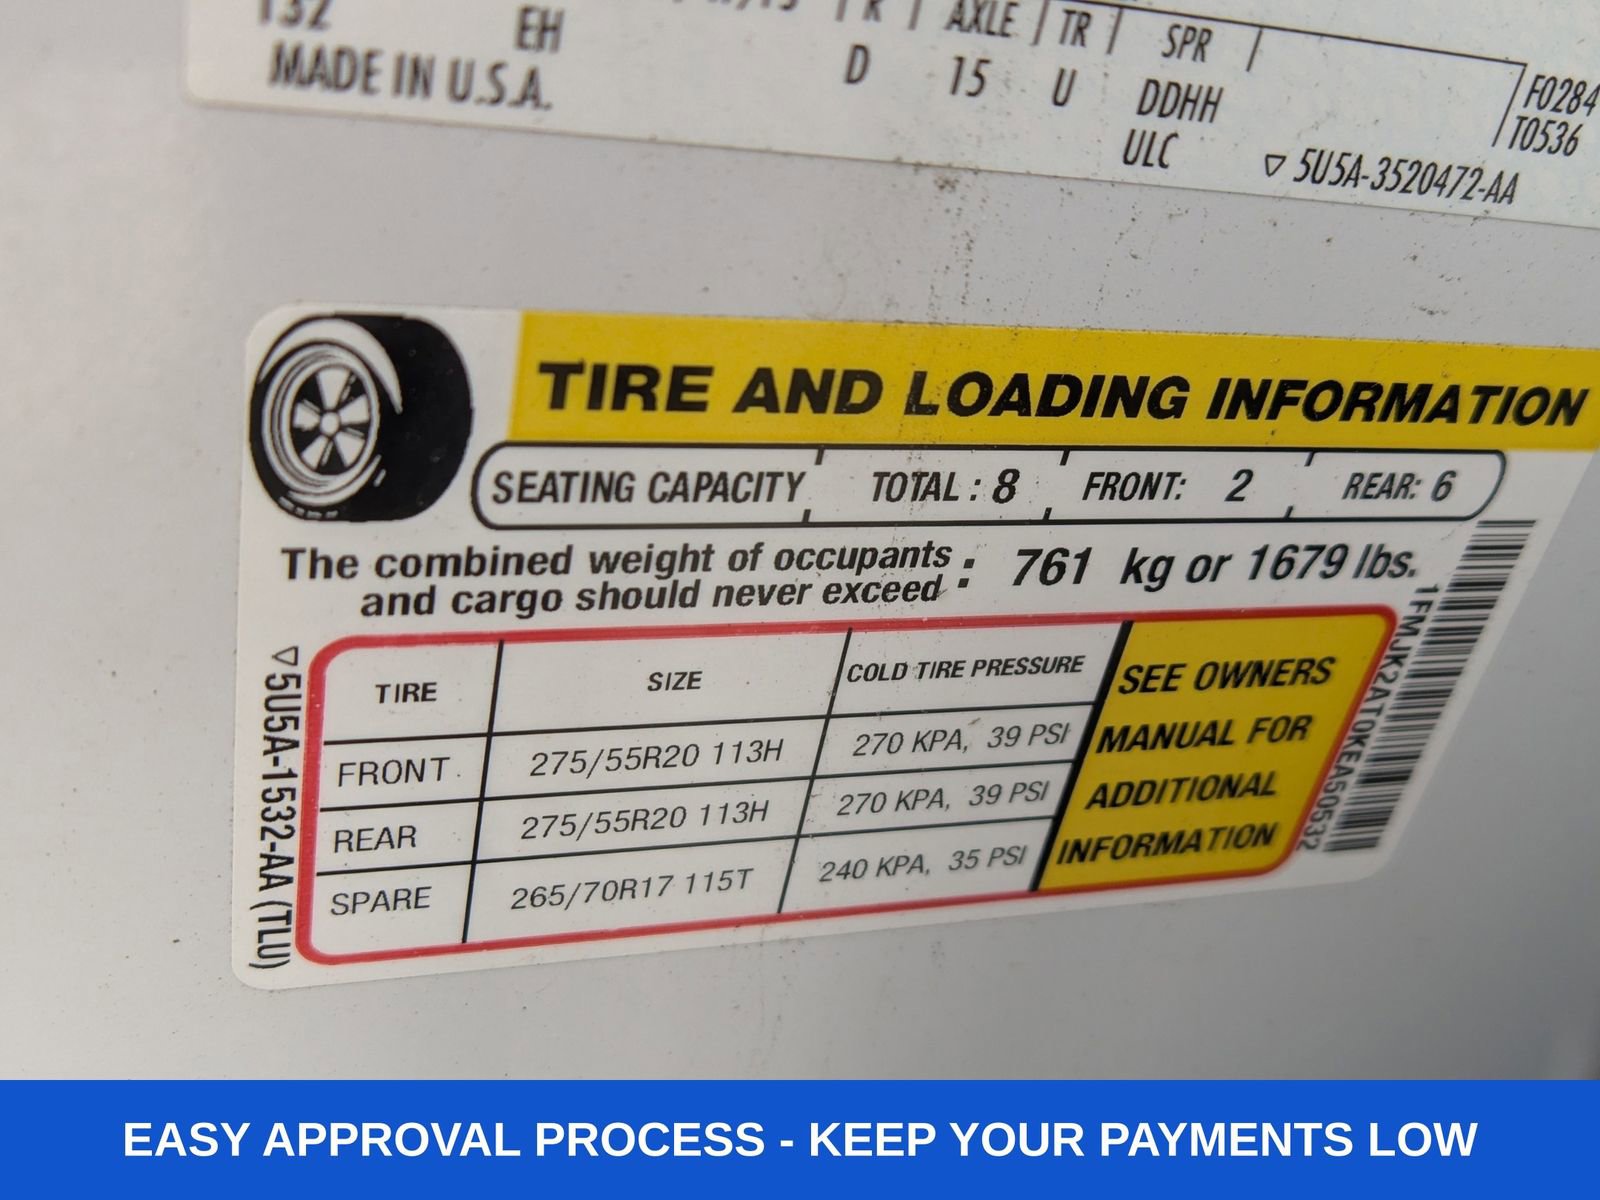 132
EH
MADE IN U.S.A.
AXLE | TR | SPR
D 15 U DDHH
ULC
F0284
T0536
▽ 5U5A-3520472-AA
TIRE AND LOADING INFORMATION
SEATING CAPACITY TOTAL : 8 FRONT: 2 REAR: 6
The combined weight of occupants
and cargo should never exceed : 761 kg or 1679 lbs.
TIRE SIZE COLD TIRE PRESSURE
FRONT 275/55R20 113H 270 KPA, 39 PSI
REAR 275/55R20 113H 270 KPA, 39 PSI
SPARE 265/70R17 115T 240 KPA, 35 PSI
SEE OWNERS
MANUAL FOR
ADDITIONAL
INFORMATION
▽5U5A-1532-AA (TLU)
1FMJK2AT0KEA50532
EASY APPROVAL PROCESS - KEEP YOUR PAYMENTS LOW